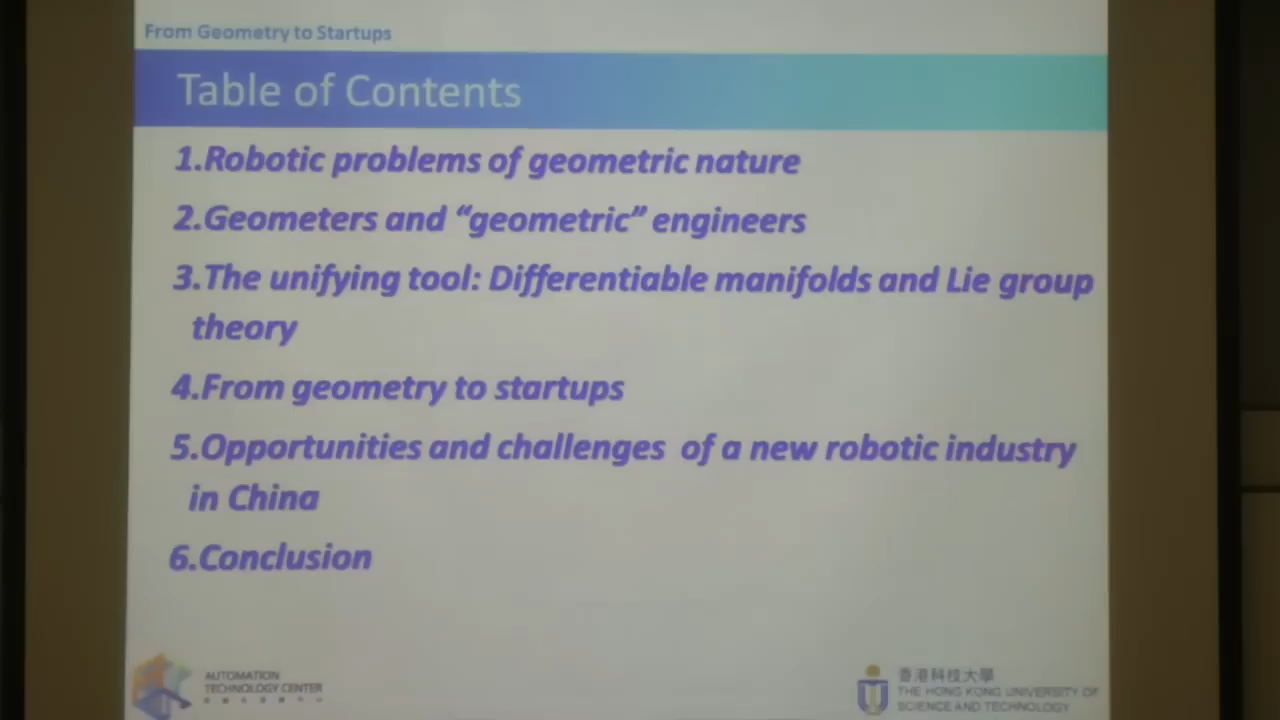 From Geometry to Startups
Table of Contents
1.Robotic problems of geometric nature
2.Geometers and “geometric” engineers
3.The unifying tool: Differentiable manifolds and Lie group
theory
4.From geometry to startups
5.Opportunities and challenges of a new robotic industry
in China
6.Conclusion
AUTOMATION
TECHNOLOGY CENTER
香港科技大學
THE HONG KONG UNIVERSITY OF
SCIENCE AND TECHNOLOGY